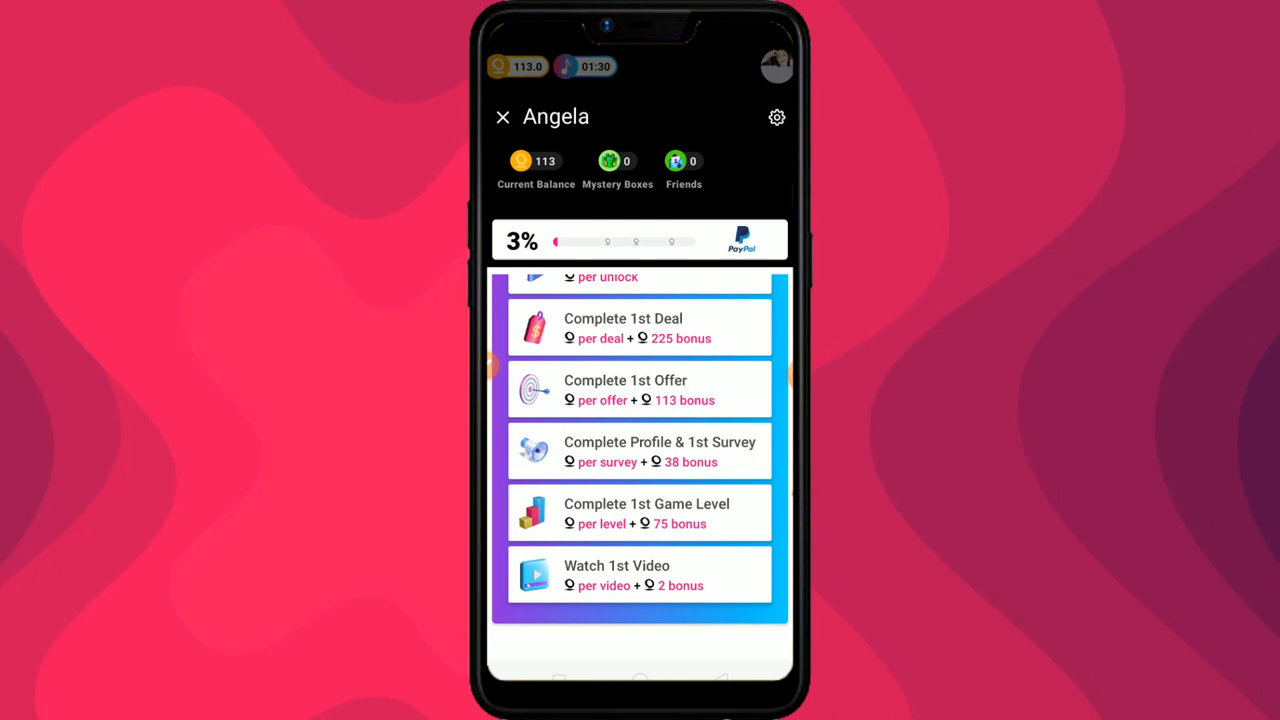 113.0 01:30
Angela
113 0 0
Current Balance Mystery Boxes Friends
3% PayPal
per unlock
Complete 1st Deal
per deal + 225 bonus
Complete 1st Offer
per offer + 113 bonus
Complete Profile & 1st Survey
per survey + 38 bonus
Complete 1st Game Level
per level + 75 bonus
Watch 1st Video
per video + 2 bonus